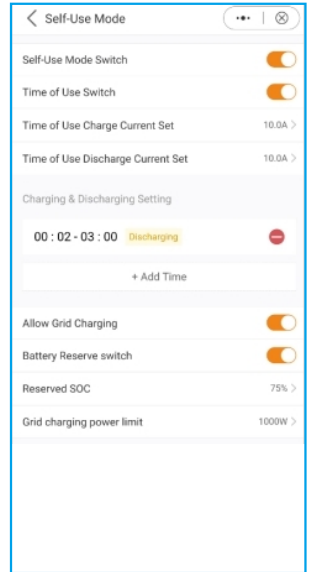 Self-Use Mode
Self-Use Mode Switch
Time of Use Switch
Time of Use Charge Current Set 10.0A
Time of Use Discharge Current Set 10.0A
Charging & Discharging Setting
00 : 02 - 03 : 00 Discharging
+ Add Time
Allow Grid Charging
Battery Reserve switch
Reserved SOC 75%
Grid charging power limit 1000W